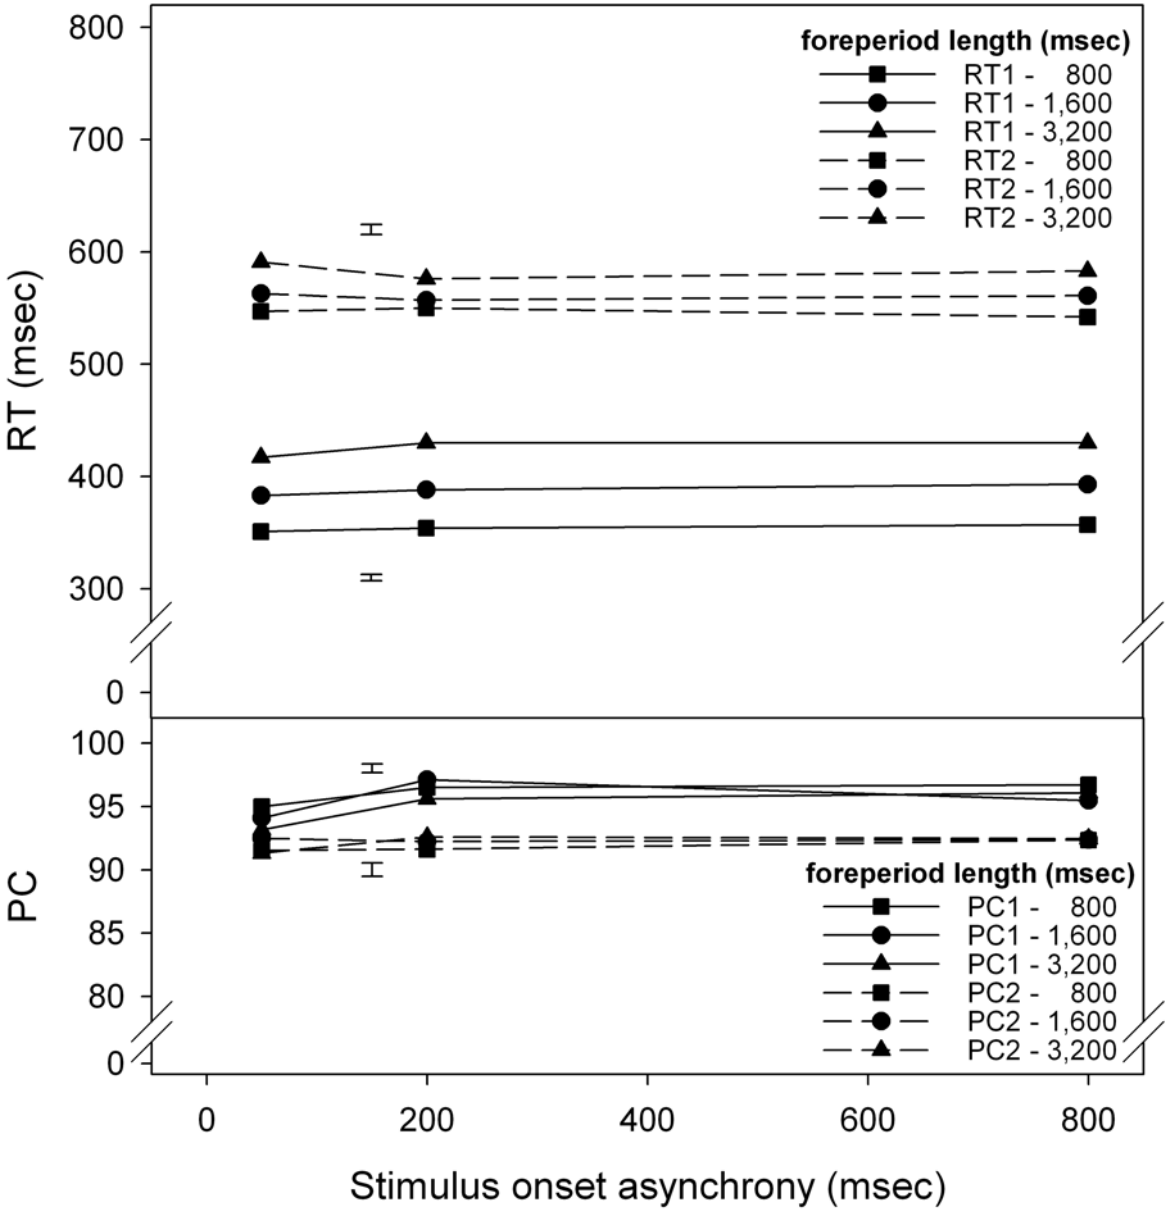 800
foreperiod length (msec)
RT1 - 800
RT1 - 1,600
RT1 - 3,200
RT2 - 800
RT2 - 1,600
RT2 - 3,200
700
600
500
400
300
0
RT (msec)
100
95
90
85
80
0
PC
foreperiod length (msec)
PC1 - 800
PC1 - 1,600
PC1 - 3,200
PC2 - 800
PC2 - 1,600
PC2 - 3,200
0 200 400 600 800
Stimulus onset asynchrony (msec)